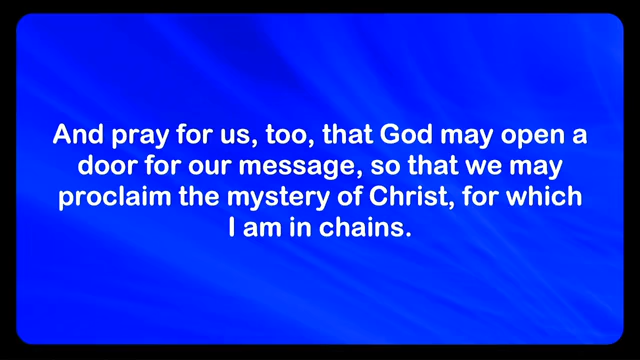 And pray for us, too, that God may open a
door for our message, so that we may
proclaim the mystery of Christ, for which
I am in chains.